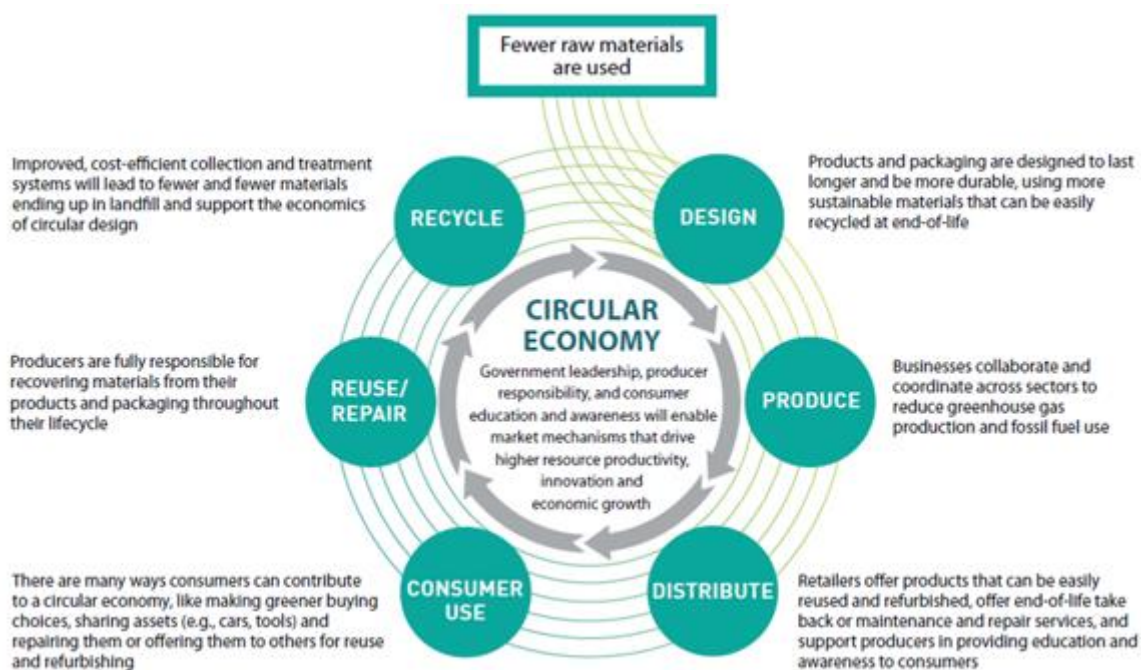 Fewer raw materials
are used
Improved, cost-efficient collection and treatment
systems will lead to fewer and fewer materials
ending up in landfill and support the economics
of circular design
RECYCLE
DESIGN
Products and packaging are designed to last
longer and be more durable, using more
sustainable materials that can be easily
recycled at end-of-life
CIRCULAR
ECONOMY
Government leadership, producer
responsibility, and consumer
education and awareness will enable
market mechanisms that drive
higher resource productivity,
innovation and
economic growth
Producers are fully responsible for
recovering materials from their
products and packaging throughout
their lifecycle
REUSE/
REPAIR
PRODUCE
Businesses collaborate and
coordinate across sectors to
reduce greenhouse gas
production and fossil fuel use
There are many ways consumers can contribute
to a circular economy, like making greener buying
choices, sharing assets (e.g., cars, tools) and
repairing them or offering them to others for reuse
and refurbishing
CONSUMER
USE
DISTRIBUTE
Retailers offer products that can be easily
reused and refurbished, offer end-of-life take
back or maintenance and repair services, and
support producers in providing education and
awareness to consumers